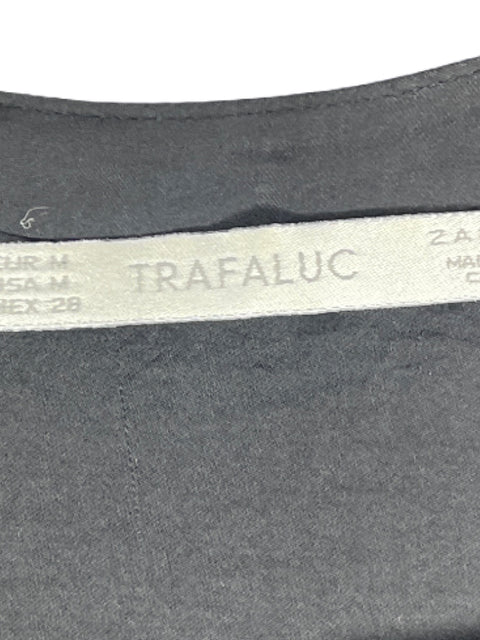 EUR M
USA M
MEX 28
TRAFALUC
ZA
MA
C